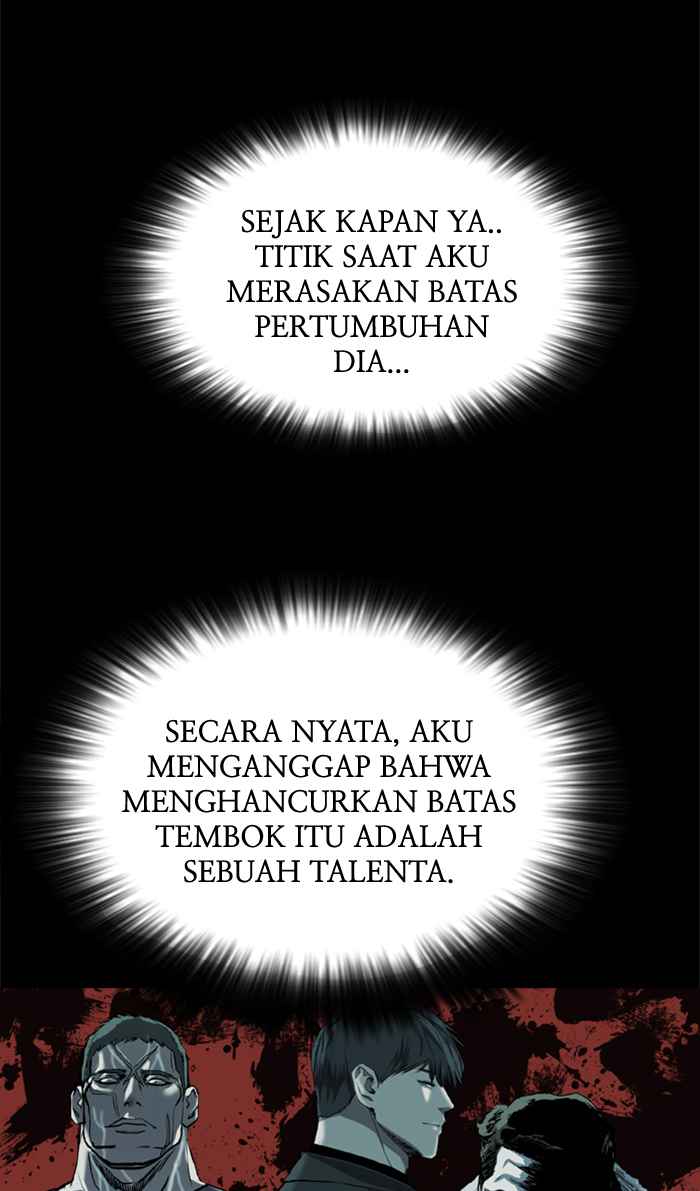 SEJAK KAPAN YA..
TITIK SAAT AKU
MERASAKAN BATAS
PERTUMBUHAN
DIA...
SECARA NYATA, AKU
MENGANGGAP BAHWA
MENGHANCURKAN BATAS
TEMBOK ITU ADALAH
SEBUAH TALENTA.